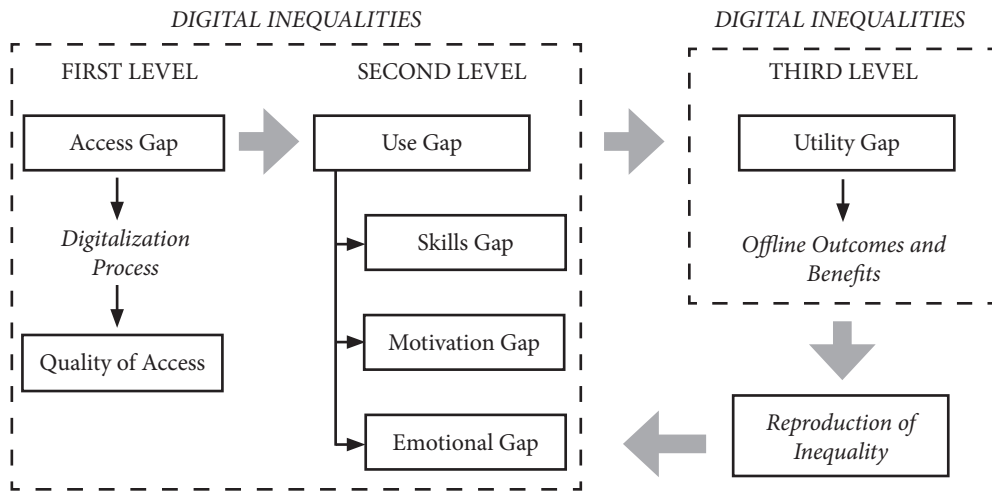 DIGITAL INEQUALITIES
FIRST LEVEL
Access Gap
Digitalization
Process
Quality of Access
SECOND LEVEL
Use Gap
Skills Gap
Motivation Gap
Emotional Gap
DIGITAL INEQUALITIES
THIRD LEVEL
Utility Gap
Offline Outcomes and
Benefits
Reproduction of
Inequality